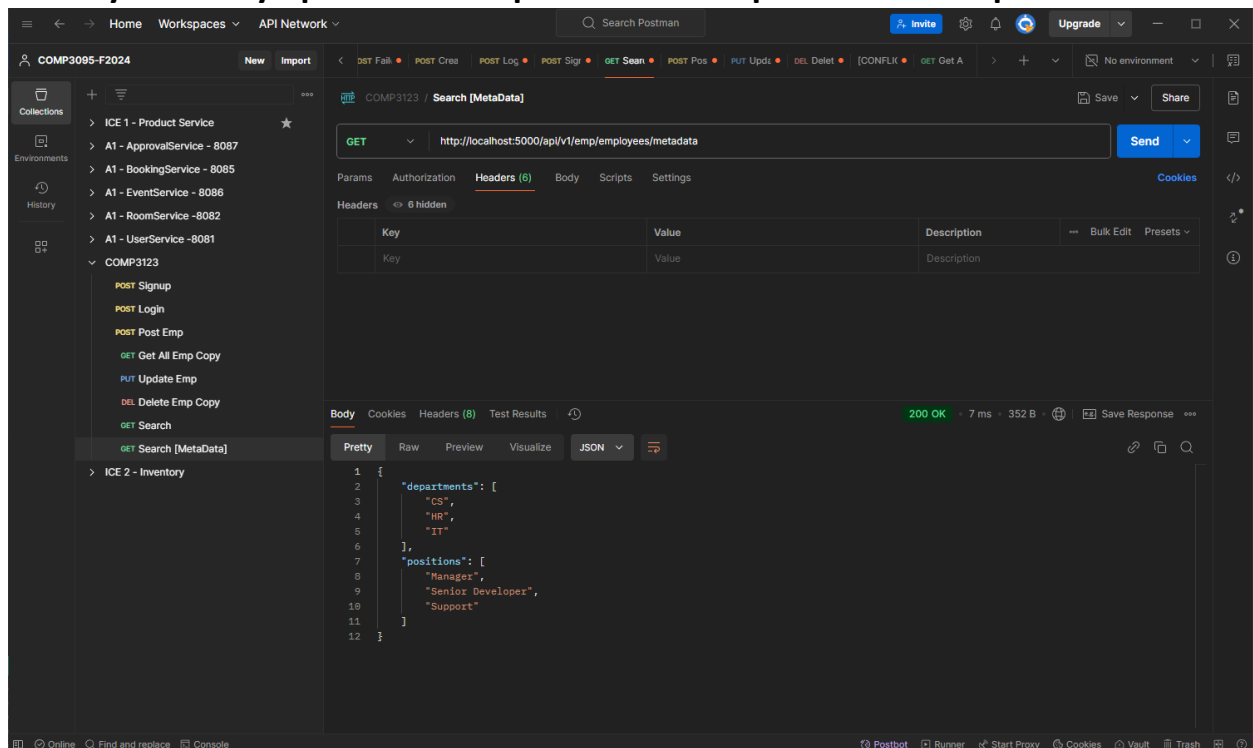 Home Workspaces API Network Search Postman Invite Upgrade
COMP3095-F2024 New Import
OST Fail POST Crea POST Log POST Sigr GET Sear POST Pos PUT Upda DEL Delet [CONFLIC GET Get A No environment
Collections
Environments
History
ICE 1 - Product Service
A1 - ApprovalService - 8087
A1 - BookingService - 8085
A1 - EventService - 8086
A1 - RoomService -8082
A1 - UserService -8081
COMP3123
POST Signup
POST Login
POST Post Emp
GET Get All Emp Copy
PUT Update Emp
DEL Delete Emp Copy
GET Search
GET Search [MetaData]
ICE 2 - Inventory
HTTP COMP3123 / Search [MetaData] Save Share
GET http://localhost:5000/api/v1/emp/employees/metadata Send
Params Authorization Headers (6) Body Scripts Settings Cookies
Headers 6 hidden
Key Value Description Bulk Edit Presets
Key Value Description
Body Cookies Headers (8) Test Results 200 OK 7 ms 352 B Save Response
Pretty Raw Preview Visualize JSON
1 {
2 "departments": [
3 "CS",
4 "HR",
5 "IT"
6 ],
7 "positions": [
8 "Manager",
9 "Senior Developer",
10 "Support"
11 ]
12 }
Online Find and replace Console Postbot Runner Start Proxy Cookies Vault Trash